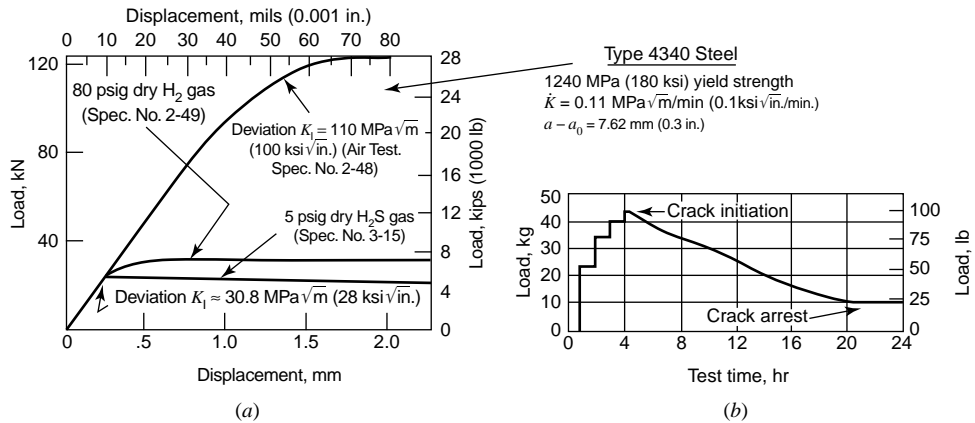 Displacement, mils (0.001 in.)
0 10 20 30 40 50 60 70 80
120
80
40
0
Load, kN
28
24
20
16
12
8
4
0
Load, kips (1000 lb)
80 psig dry H₂ gas
(Spec. No. 2-49)
Deviation K_I = 110 MPa√m
(100 ksi√in.) (Air Test.
Spec. No. 2-48)
5 psig dry H₂S gas
(Spec. No. 3-15)
Deviation K_I ≈ 30.8 MPa√m (28 ksi√in.)
0 .5 1.0 1.5 2.0
Displacement, mm
(a)
Type 4340 Steel
1240 MPa (180 ksi) yield strength
K̇ = 0.11 MPa√m/min (0.1ksi√in./min.)
a – a₀ = 7.62 mm (0.3 in.)
50
40
30
20
10
0
Load, kg
Crack initiation
Crack arrest
100
75
50
25
0
Load, lb
0 4 8 12 16 20 24
Test time, hr
(b)